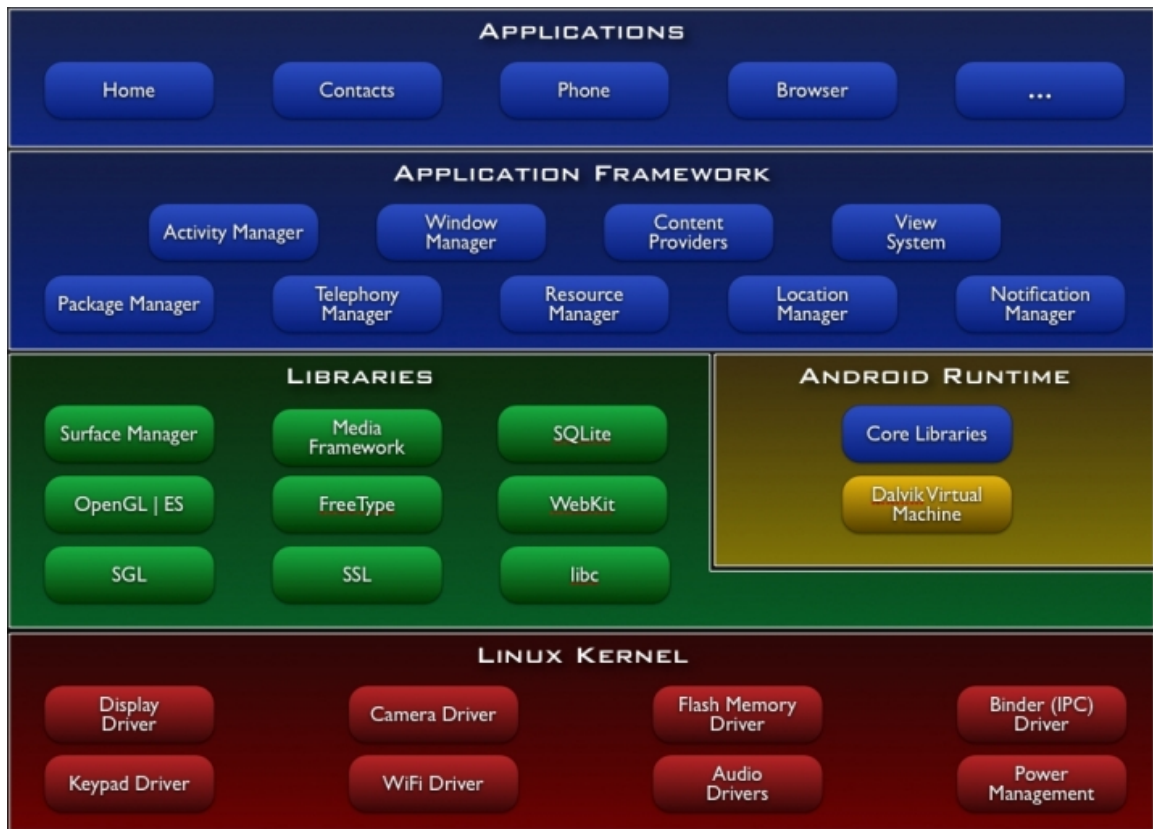 APPLICATIONS
Home
Contacts
Phone
Browser
...
APPLICATION FRAMEWORK
Activity Manager
Window
Manager
Content
Providers
View
System
Package Manager
Telephony
Manager
Resource
Manager
Location
Manager
Notification
Manager
LIBRARIES
Surface Manager
Media
Framework
SQLite
OpenGL | ES
FreeType
WebKit
SGL
SSL
libc
ANDROID RUNTIME
Core Libraries
Dalvik Virtual
Machine
LINUX KERNEL
Display
Driver
Camera Driver
Flash Memory
Driver
Binder (IPC)
Driver
Keypad Driver
WiFi Driver
Audio
Drivers
Power
Management